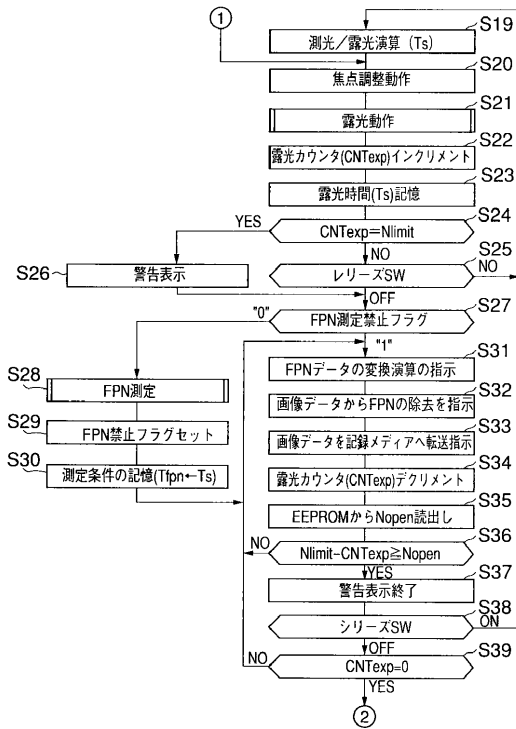 ①
S19
測光／露光演算 (Ts)
S20
焦点調整動作
S21
露光動作
S22
露光カウンタ(CNTexp)インクリメント
S23
露光時間(Ts)記憶
S24
YES
CNTexp=Nlimit
NO
S25
S26
警告表示
レリーズSW
NO
OFF
S27
"0"
FPN測定禁止フラグ
"1"
S31
FPNデータの変換演算の指示
S28
FPN測定
S32
画像データからFPNの除去を指示
S29
FPN禁止フラグセット
S33
画像データを記録メディアへ転送指示
S30
測定条件の記憶(Tfpn←Ts)
S34
露光カウンタ(CNTexp)デクリメント
S35
EEPROMからNopen読出し
S36
NO
Nlimit-CNTexp≧Nopen
YES
S37
警告表示終了
S38
シリーズSW
ON
OFF
S39
NO
CNTexp=0
YES
②